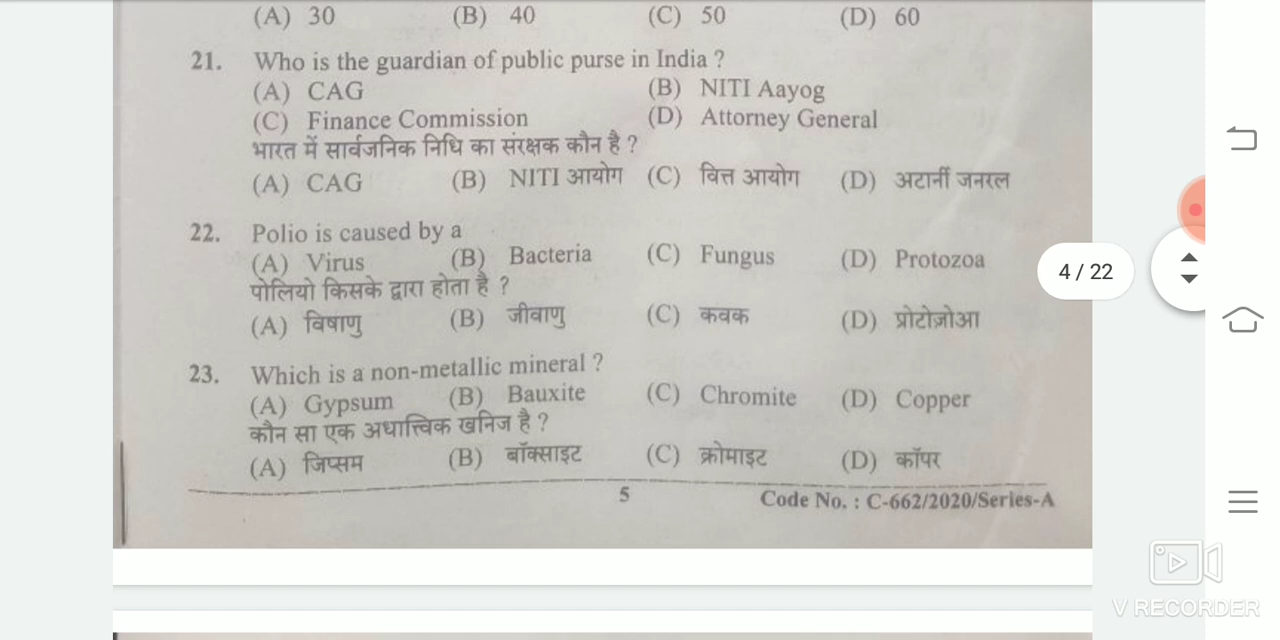 (A) 30 (B) 40 (C) 50 (D) 60
21. Who is the guardian of public purse in India ?
(A) CAG (B) NITI Aayog
(C) Finance Commission (D) Attorney General
भारत में सार्वजनिक निधि का संरक्षक कौन है ?
(A) CAG (B) NITI आयोग (C) वित्त आयोग (D) अटार्नी जनरल
22. Polio is caused by a
(A) Virus (B) Bacteria (C) Fungus (D) Protozoa
पोलियो किसके द्वारा होता है ?
(A) विषाणु (B) जीवाणु (C) कवक (D) प्रोटोज़ोआ
23. Which is a non-metallic mineral ?
(A) Gypsum (B) Bauxite (C) Chromite (D) Copper
कौन सा एक अधात्त्विक खनिज है ?
(A) जिप्सम (B) बॉक्साइट (C) क्रोमाइट (D) कॉपर
5 Code No. : C-662/2020/Series-A
4 / 22
V RECORDER